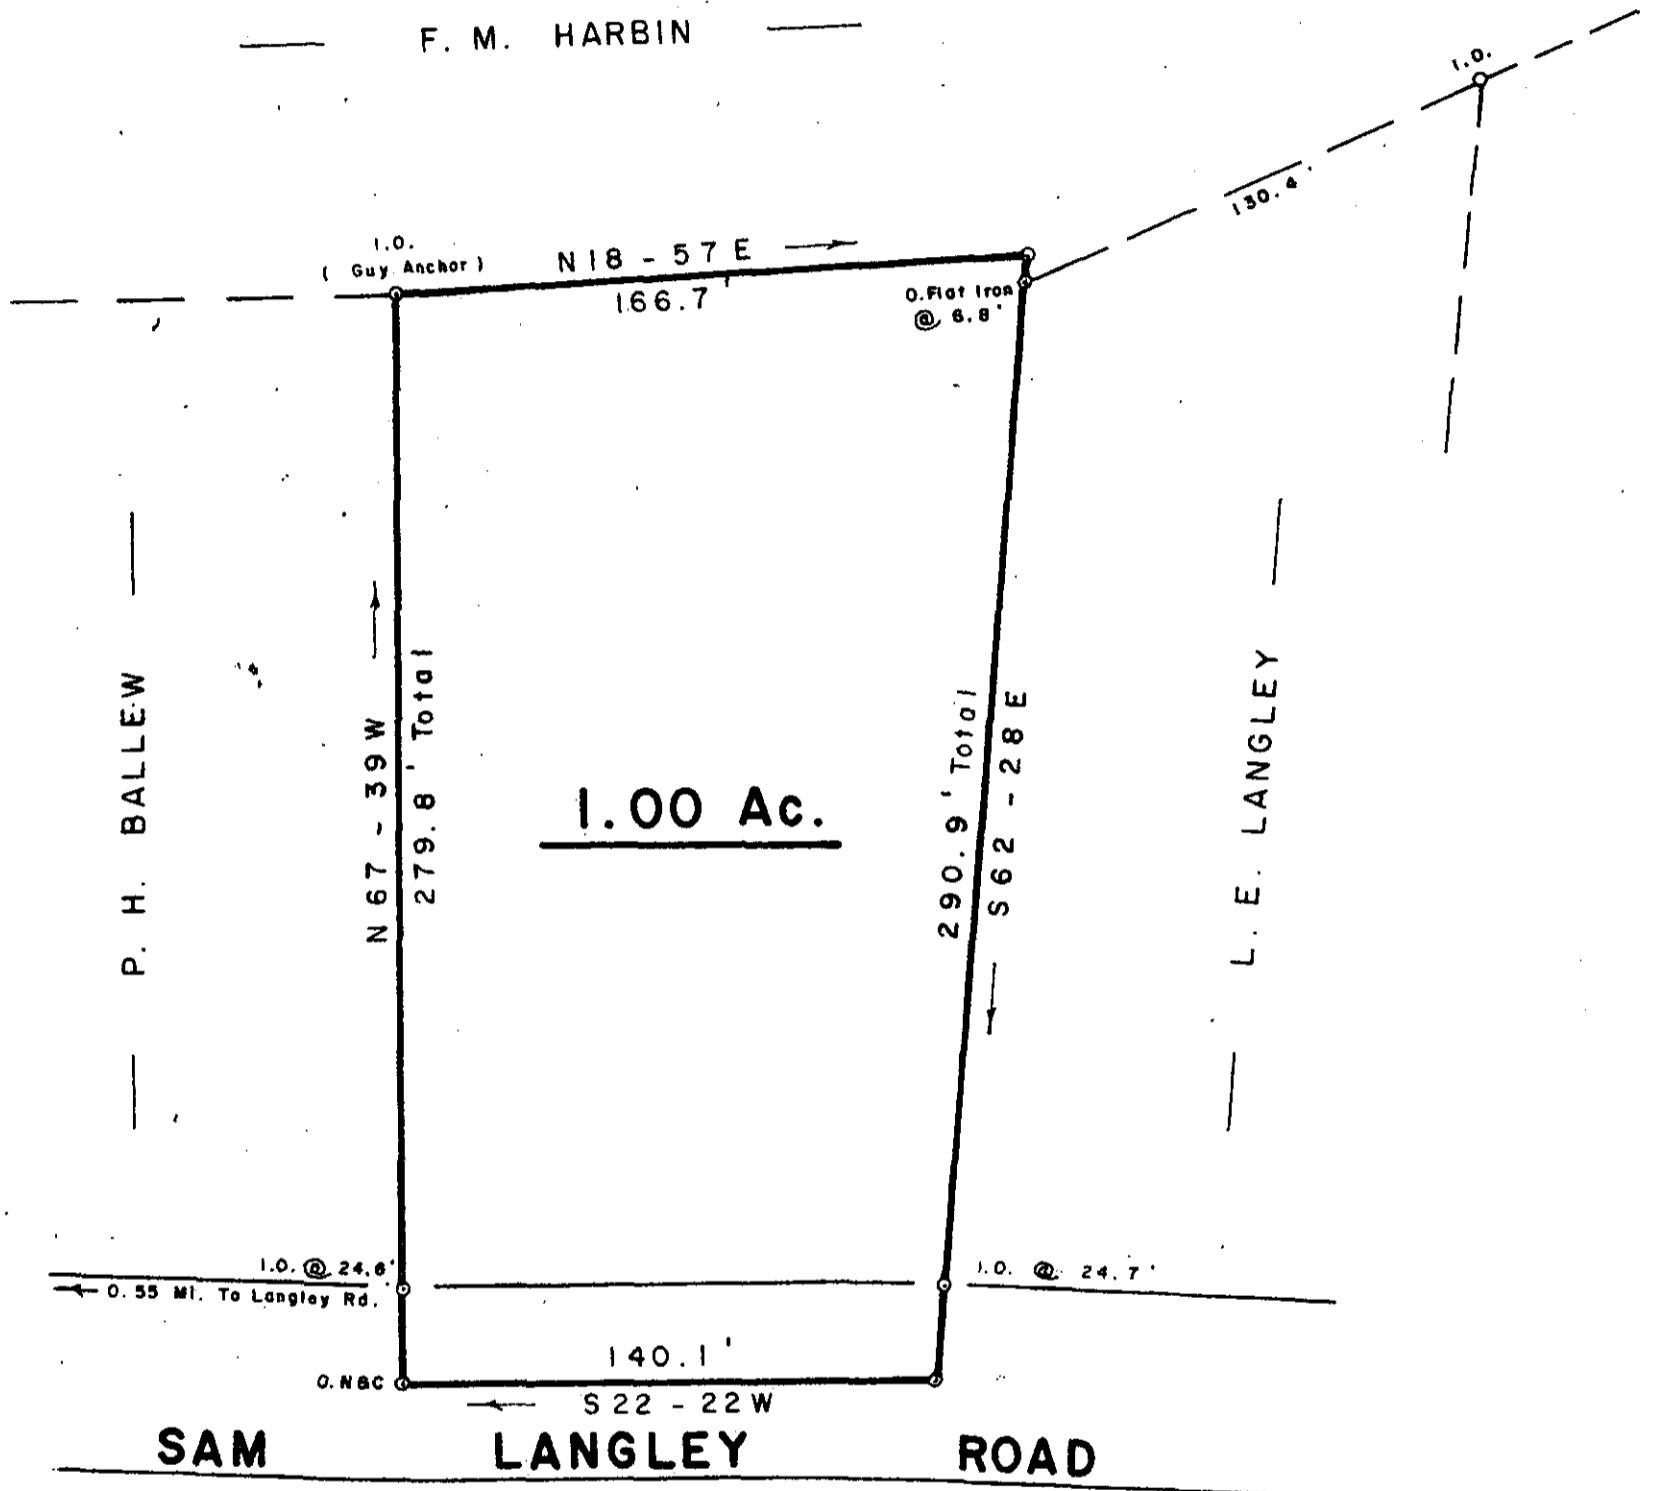 F. M. HARBIN
I.O.
130.4'
I.O.
( Guy Anchor )
N 18 - 57 E
166.7'
O. Flat Iron
@ 6.8'
P. H. BALLEW
N 67 - 39 W
279.8' Total
1.00 Ac.
290.9' Total
S 62 - 28 E
L. E. LANGLEY
I.O. @ 24.6'
0.55 Mi. To Langley Rd.
I.O. @ 24.7'
140.1'
O. N&C
S 22 - 22 W
SAM LANGLEY ROAD